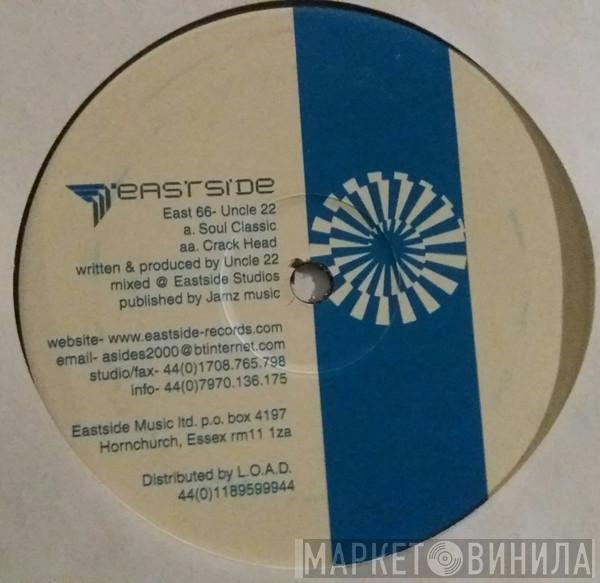 EASTSIDE
East 66- Uncle 22
a. Soul Classic
aa. Crack Head
written & produced by Uncle 22
mixed @ Eastside Studios
published by Jamz music
website- www.eastside-records.com
email- asides2000@btinternet.com
studio/fax- 44(0)1708.765.798
info- 44(0)7970.136.175
Eastside Music ltd. p.o. box 4197
Hornchurch, Essex rm11 1za
Distributed by L.O.A.D.
44(0)1189599944
МАРКЕТ ВИНИЛА